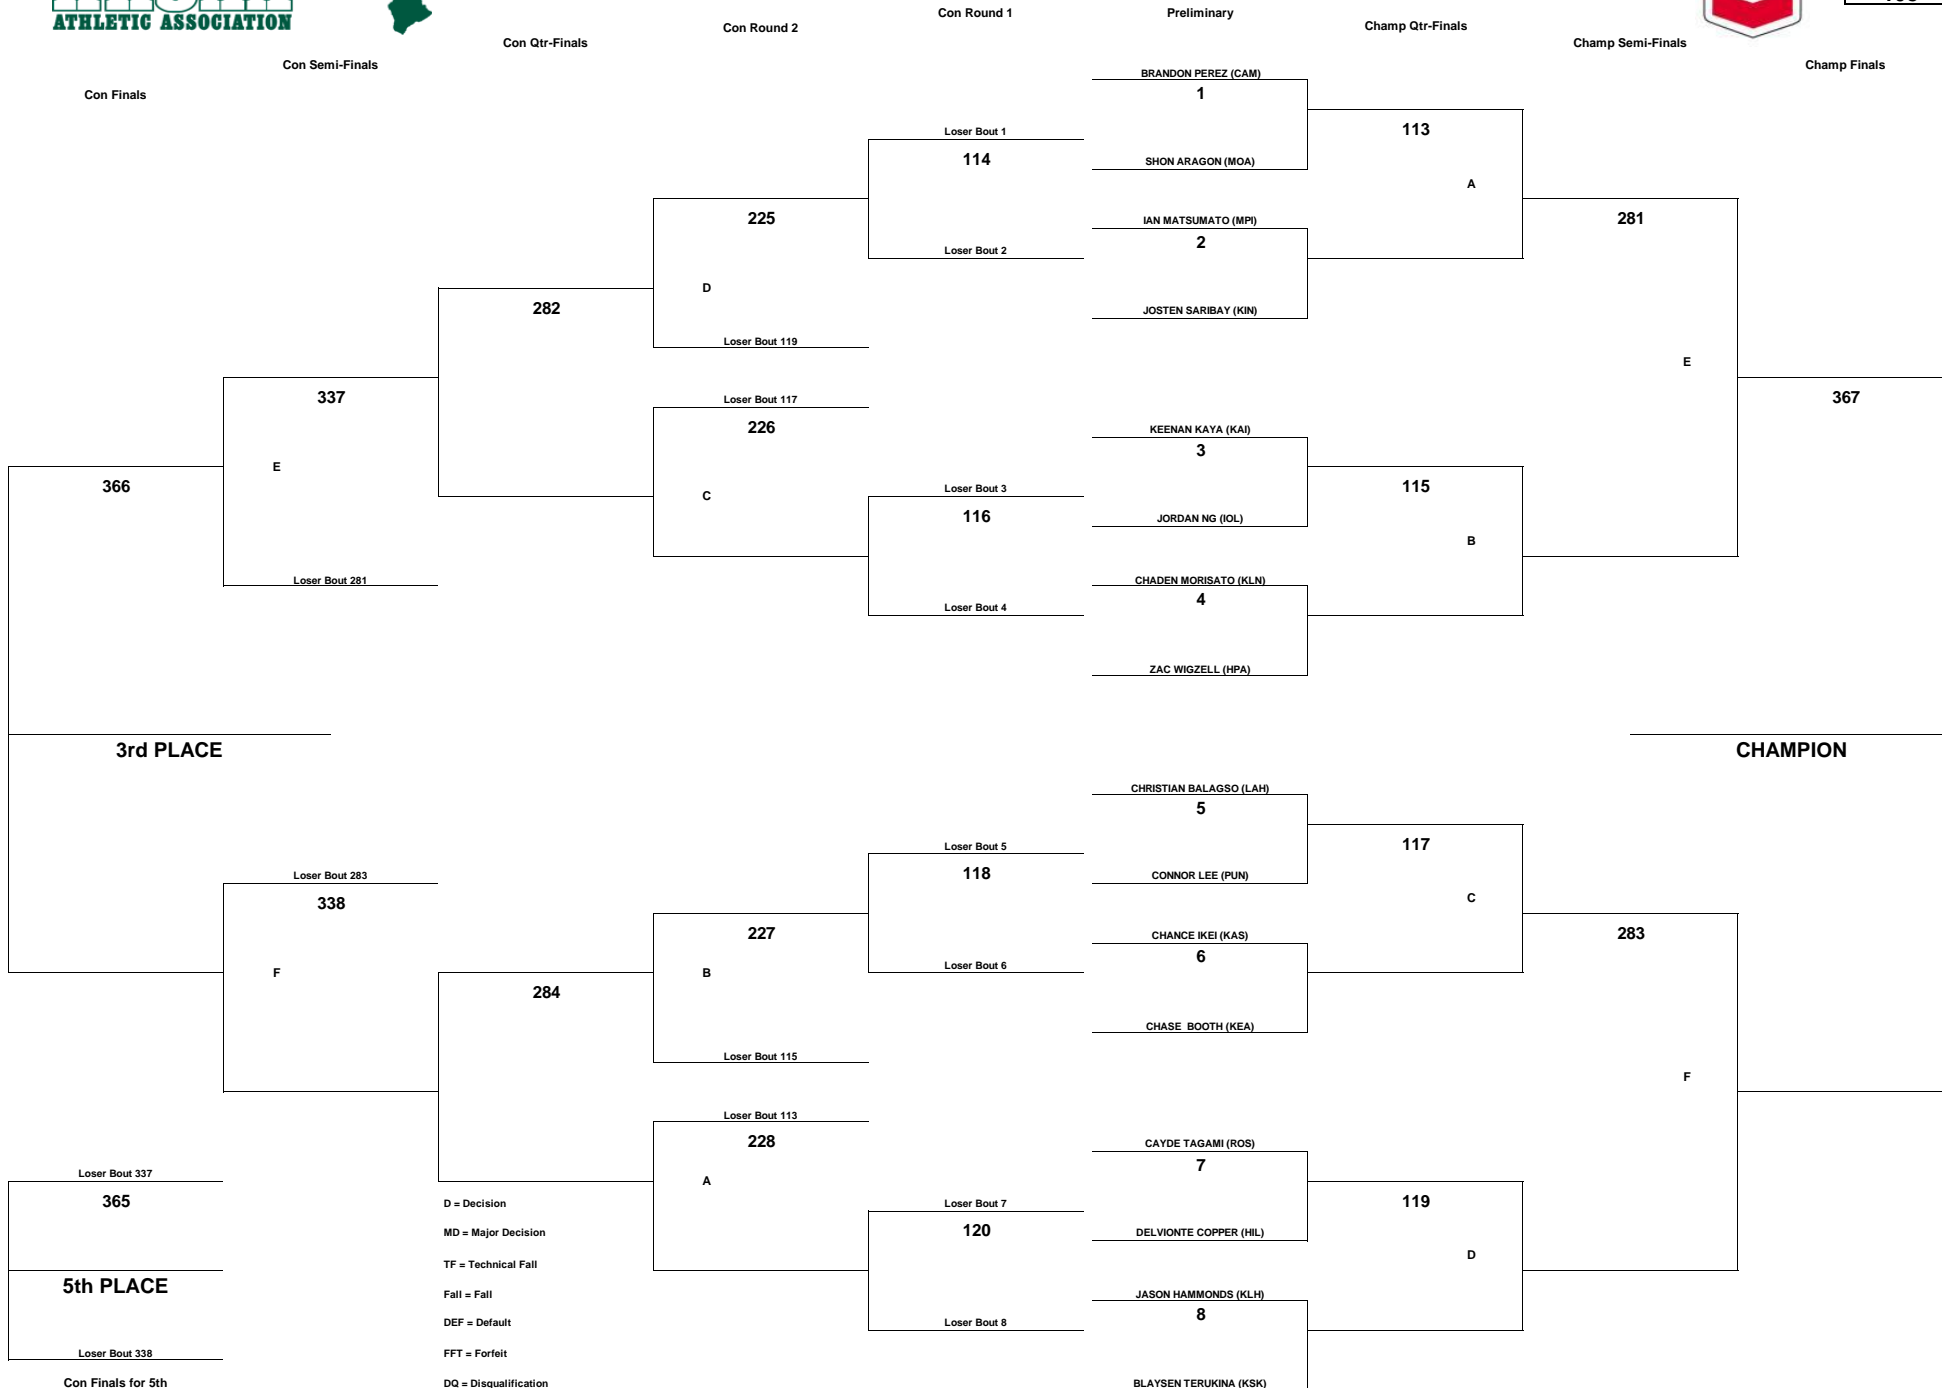 ATHLETIC ASSOCIATION
Con Round 1
Preliminary
Con Round 2
Champ Qtr-Finals
Con Qtr-Finals
Champ Semi-Finals
Con Semi-Finals
Champ Finals
Con Finals
BRANDON PEREZ (CAM)
1
Loser Bout 1
113
114
SHON ARAGON (MOA)
A
225
IAN MATSUMATO (MPI)
281
2
Loser Bout 2
D
282
JOSTEN SARIBAY (KIN)
Loser Bout 119
E
337
Loser Bout 117
367
226
KEENAN KAYA (KAI)
3
E
366
C
Loser Bout 3
115
116
JORDAN NG (IOL)
B
Loser Bout 281
CHADEN MORISATO (KLN)
4
Loser Bout 4
ZAC WIGZELL (HPA)
3rd PLACE
CHAMPION
CHRISTIAN BALAGSO (LAH)
5
Loser Bout 5
117
Loser Bout 283
118
CONNOR LEE (PUN)
338
C
227
CHANCE IKEI (KAS)
283
6
F
B
Loser Bout 6
284
CHASE  BOOTH (KEA)
Loser Bout 115
F
Loser Bout 113
228
CAYDE TAGAMI (ROS)
7
Loser Bout 337
A
365
D = Decision
Loser Bout 7
119
120
MD = Major Decision
DELVIONTE COPPER (HIL)
D
TF = Technical Fall
5th PLACE
Fall = Fall
JASON HAMMONDS (KLH)
8
DEF = Default
Loser Bout 8
Loser Bout 338
FFT = Forfeit
Con Finals for 5th
DQ = Disqualification
BLAYSEN TERUKINA (KSK)